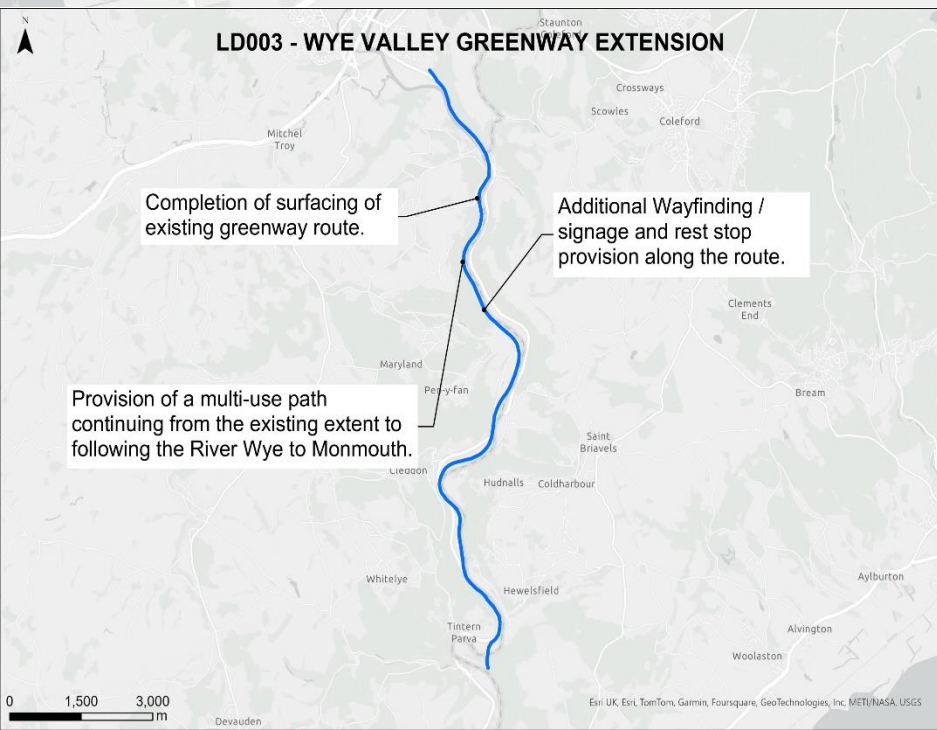 N
LD003 - WYE VALLEY GREENWAY EXTENSION
Staunton
Coleford
Crossways
Scowles
Coleford
Mitchel
Troy
Completion of surfacing of
existing greenway route.
Additional Wayfinding /
signage and rest stop
provision along the route.
Clements
End
Maryland
Pen-y-fan
Bream
Provision of a multi-use path
continuing from the existing extent to
following the River Wye to Monmouth.
Saint
Briavels
Cleddon
Hudnalls
Coldharbour
Whitelye
Hewelsfield
Aylburton
Tintern
Parva
Alvington
Woolaston
0 1,500 3,000
m
Devauden
Esri UK, Esri, TomTom, Garmin, Foursquare, GeoTechnologies, Inc, METI/NASA, USGS